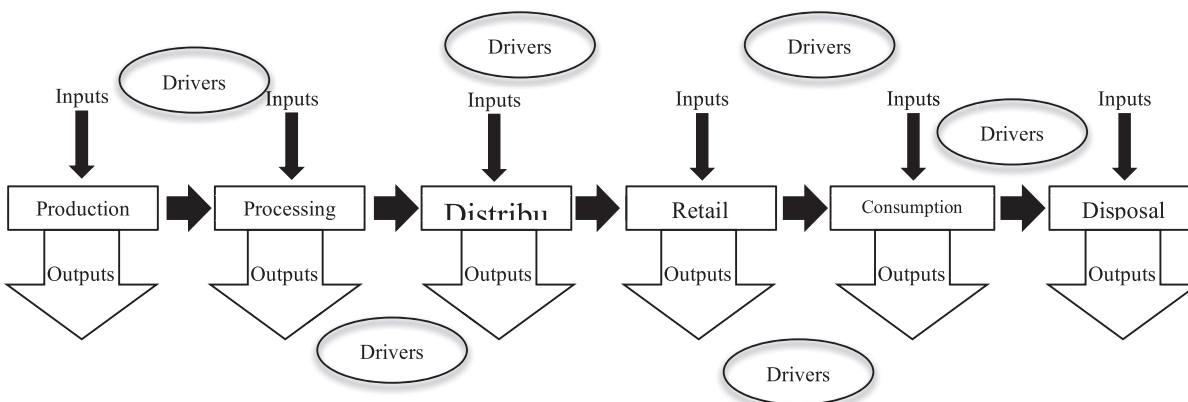 Drivers
Drivers
Drivers
Inputs
Inputs
Inputs
Inputs
Inputs
Drivers
Inputs
Production
Processing
Distribu
Retail
Consumption
Disposal
Outputs
Outputs
Outputs
Outputs
Outputs
Outputs
Drivers
Drivers